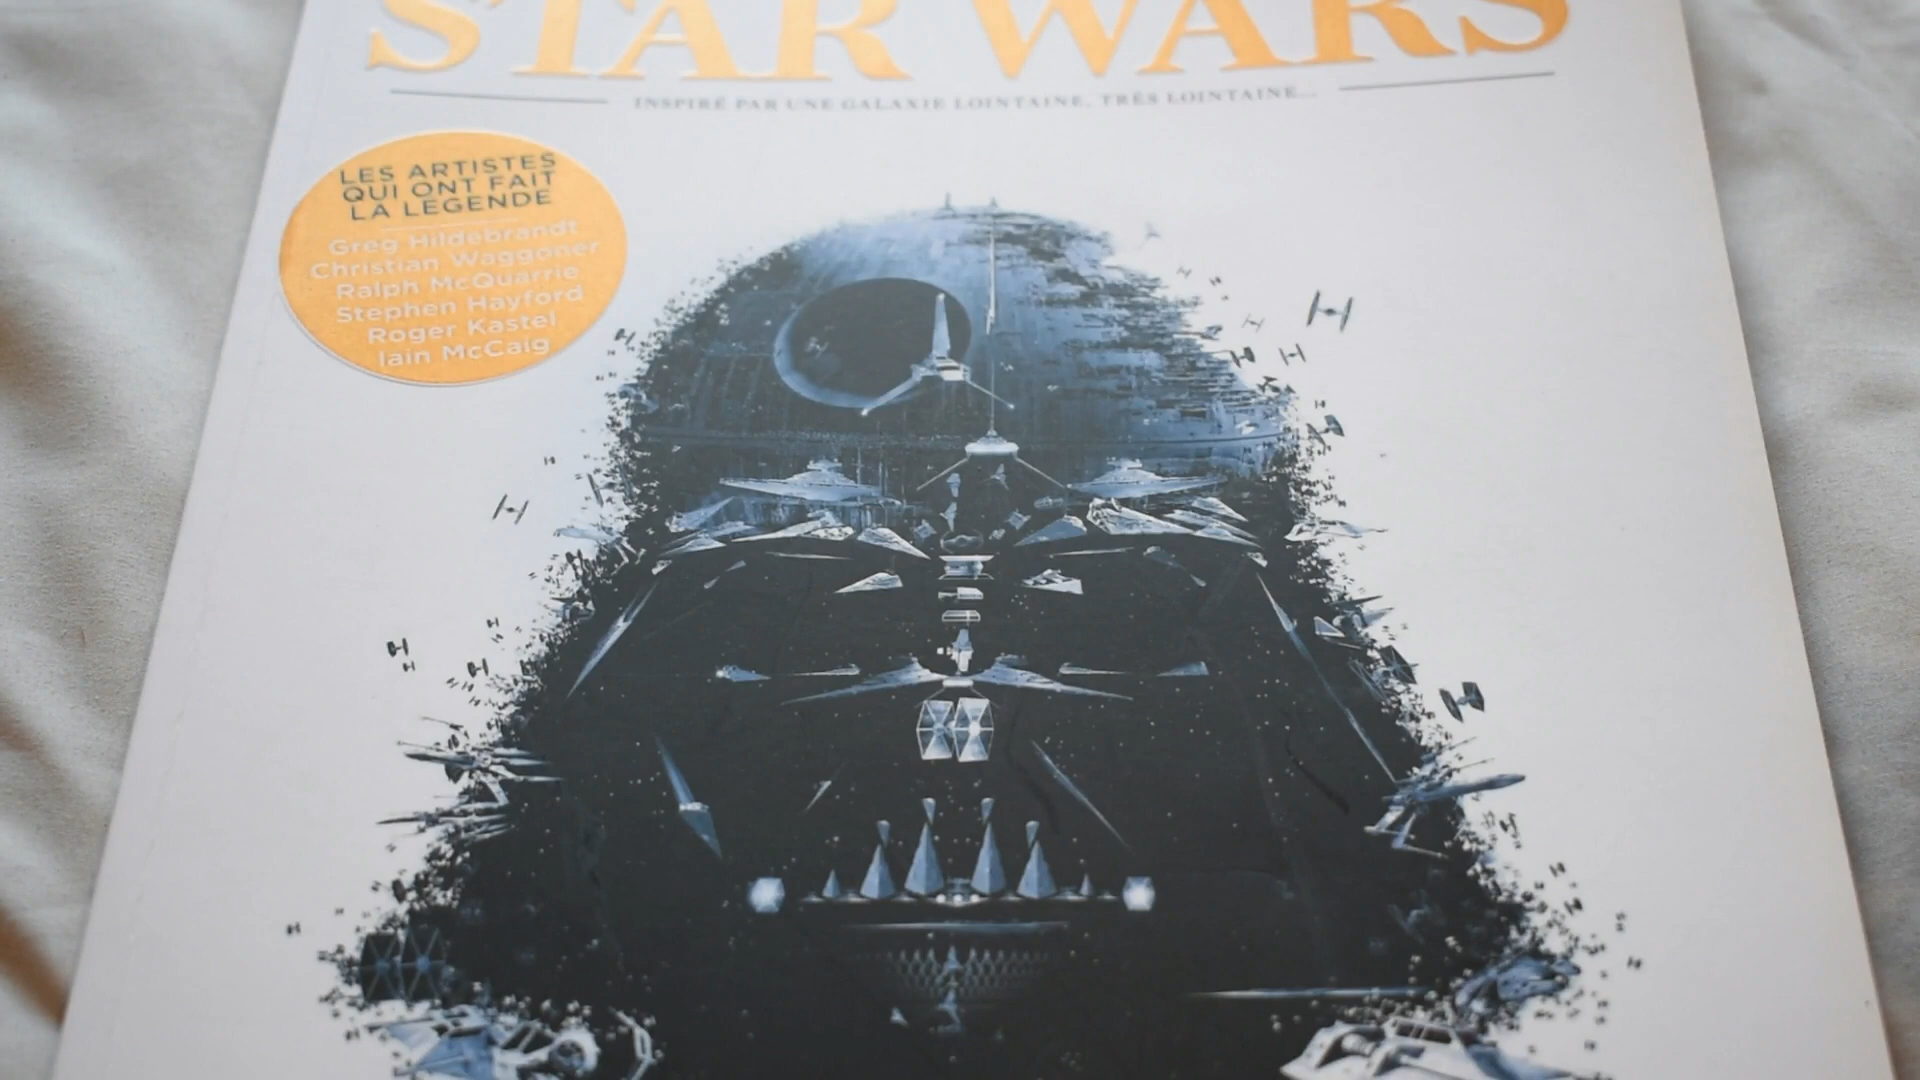 STAR WARS
INSPIRÉ PAR UNE GALAXIE LOINTAINE, TRÈS LOINTAINE...
LES ARTISTES
QUI ONT FAIT
LA LEGENDE
Greg Hildebrandt
Christian Waggoner
Ralph McQuarrie
Stephen Hayford
Roger Kastel
Iain McCaig